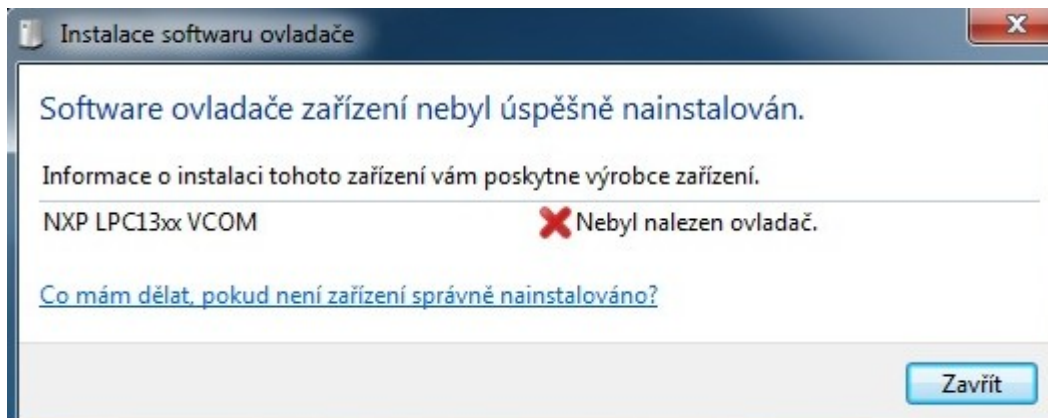 Instalace softwaru ovladače
Software ovladače zařízení nebyl úspěšně nainstalován.
Informace o instalaci tohoto zařízení vám poskytne výrobce zařízení.
NXP LPC13xx VCOM Nebyl nalezen ovladač.
Co mám dělat, pokud není zařízení správně nainstalováno?
Zavřít